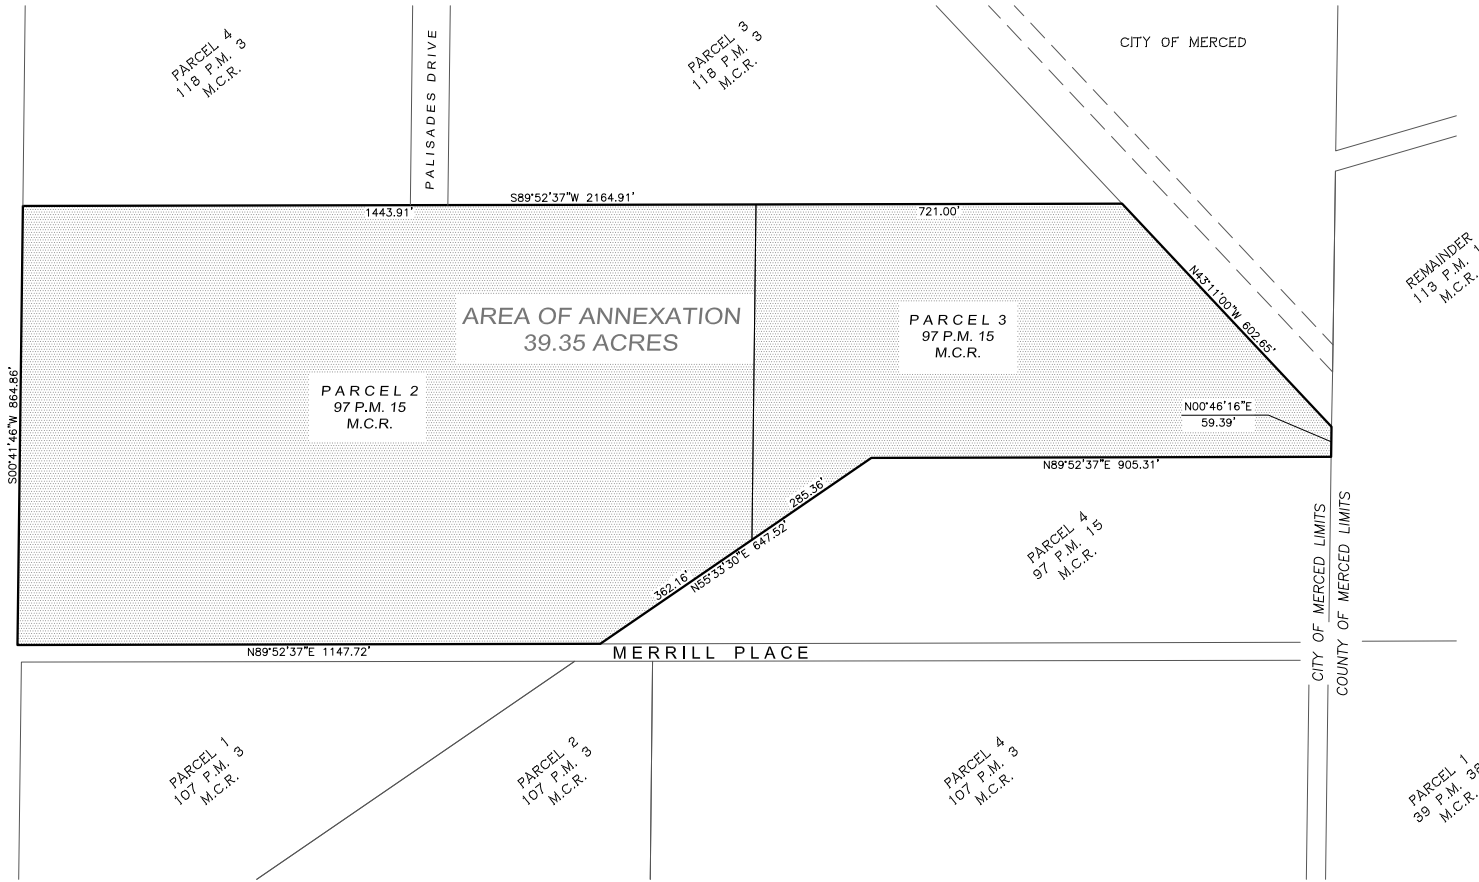 PARCEL 4
118 P.M. 3
M.C.R.
PALISADES DRIVE
PARCEL 3
118 P.M. 3
M.C.R.
CITY OF MERCED
S89°52'37"W 2164.91'
1443.91'
721.00'
REMAINDER
113 P.M. 1
M.C.R.
N43°11'00"W 602.65'
AREA OF ANNEXATION
39.35 ACRES
PARCEL 3
97 P.M. 15
M.C.R.
PARCEL 2
97 P.M. 15
M.C.R.
S00°41'46"W 864.86'
N00°46'16"E
59.39'
N89°52'37"E 905.31'
285.36'
362.16'
N55°33'30"E 647.52'
PARCEL 4
97 P.M. 15
M.C.R.
CITY OF MERCED LIMITS
COUNTY OF MERCED LIMITS
N89°52'37"E 1147.72'
MERRILL PLACE
PARCEL 1
107 P.M. 3
M.C.R.
PARCEL 2
107 P.M. 3
M.C.R.
PARCEL 4
107 P.M. 3
M.C.R.
PARCEL 1
39 P.M. 38
M.C.R.